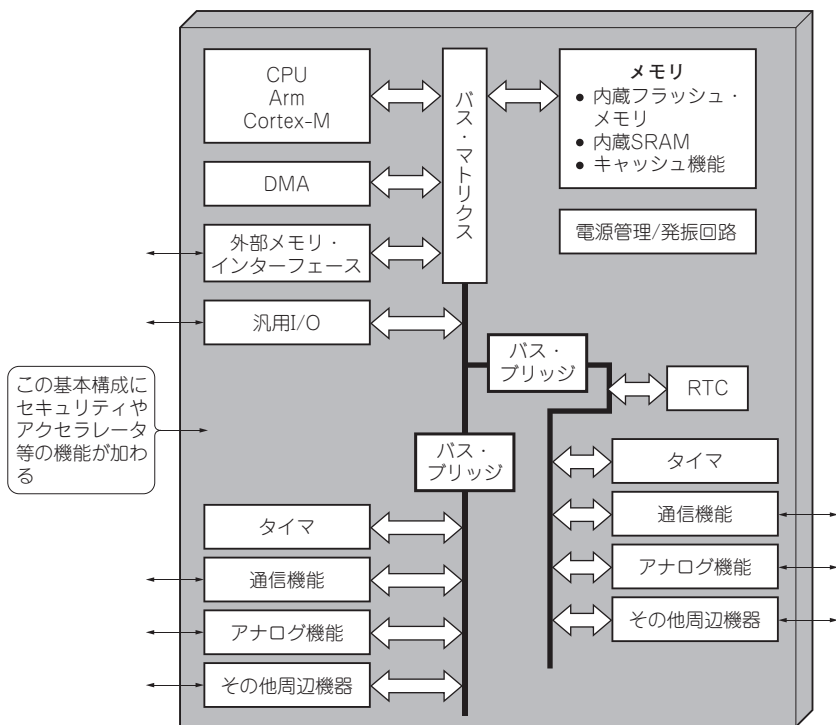 CPU
Arm
Cortex-M
DMA
外部メモリ・
インターフェース
汎用I/O
バス・マトリクス
メモリ
● 内蔵フラッシュ・
メモリ
● 内蔵SRAM
● キャッシュ機能
電源管理/発振回路
バス・
ブリッジ
RTC
この基本構成に
セキュリティや
アクセラレータ
等の機能が加わ
る
バス・
ブリッジ
タイマ
通信機能
アナログ機能
その他周辺機器
タイマ
通信機能
アナログ機能
その他周辺機器